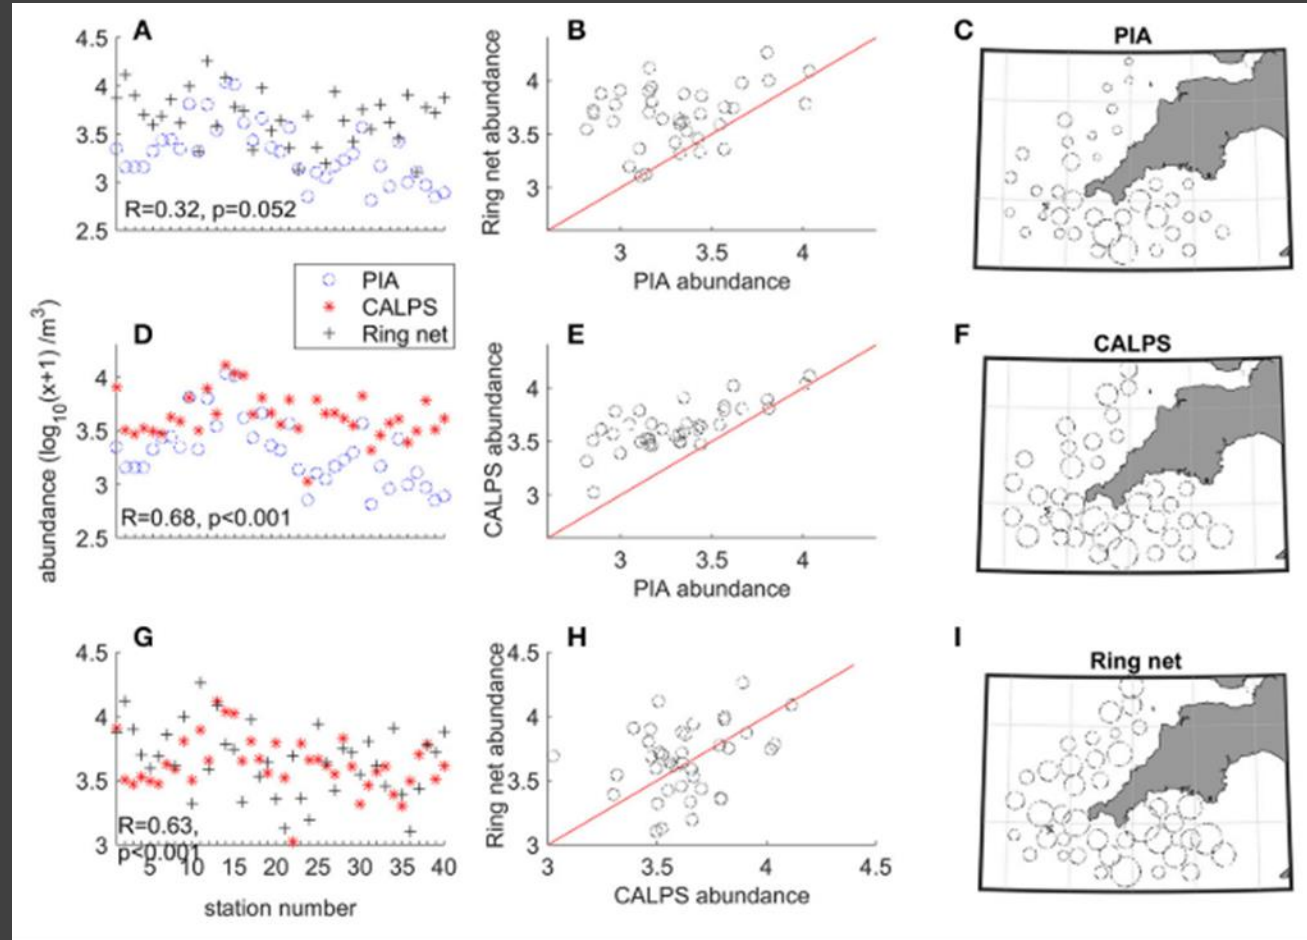 A
4.5
4
3.5
3
2.5
R=0.32, p=0.052
B
Ring net abundance
4
3.5
3
3
3.5
4
PIA abundance
C
PIA
PIA
CALPS
Ring net
abundance (log10(x+1) /m3)
D
4
3.5
3
2.5
R=0.68, p<0.001
E
CALPS abundance
4
3.5
3
3
3.5
4
PIA abundance
F
CALPS
G
4.5
4
3.5
3
R=0.63,
p<0.001
5 10 15 20 25 30 35 40
station number
H
Ring net abundance
4.5
4
3.5
3
3 3.5 4 4.5
CALPS abundance
I
Ring net